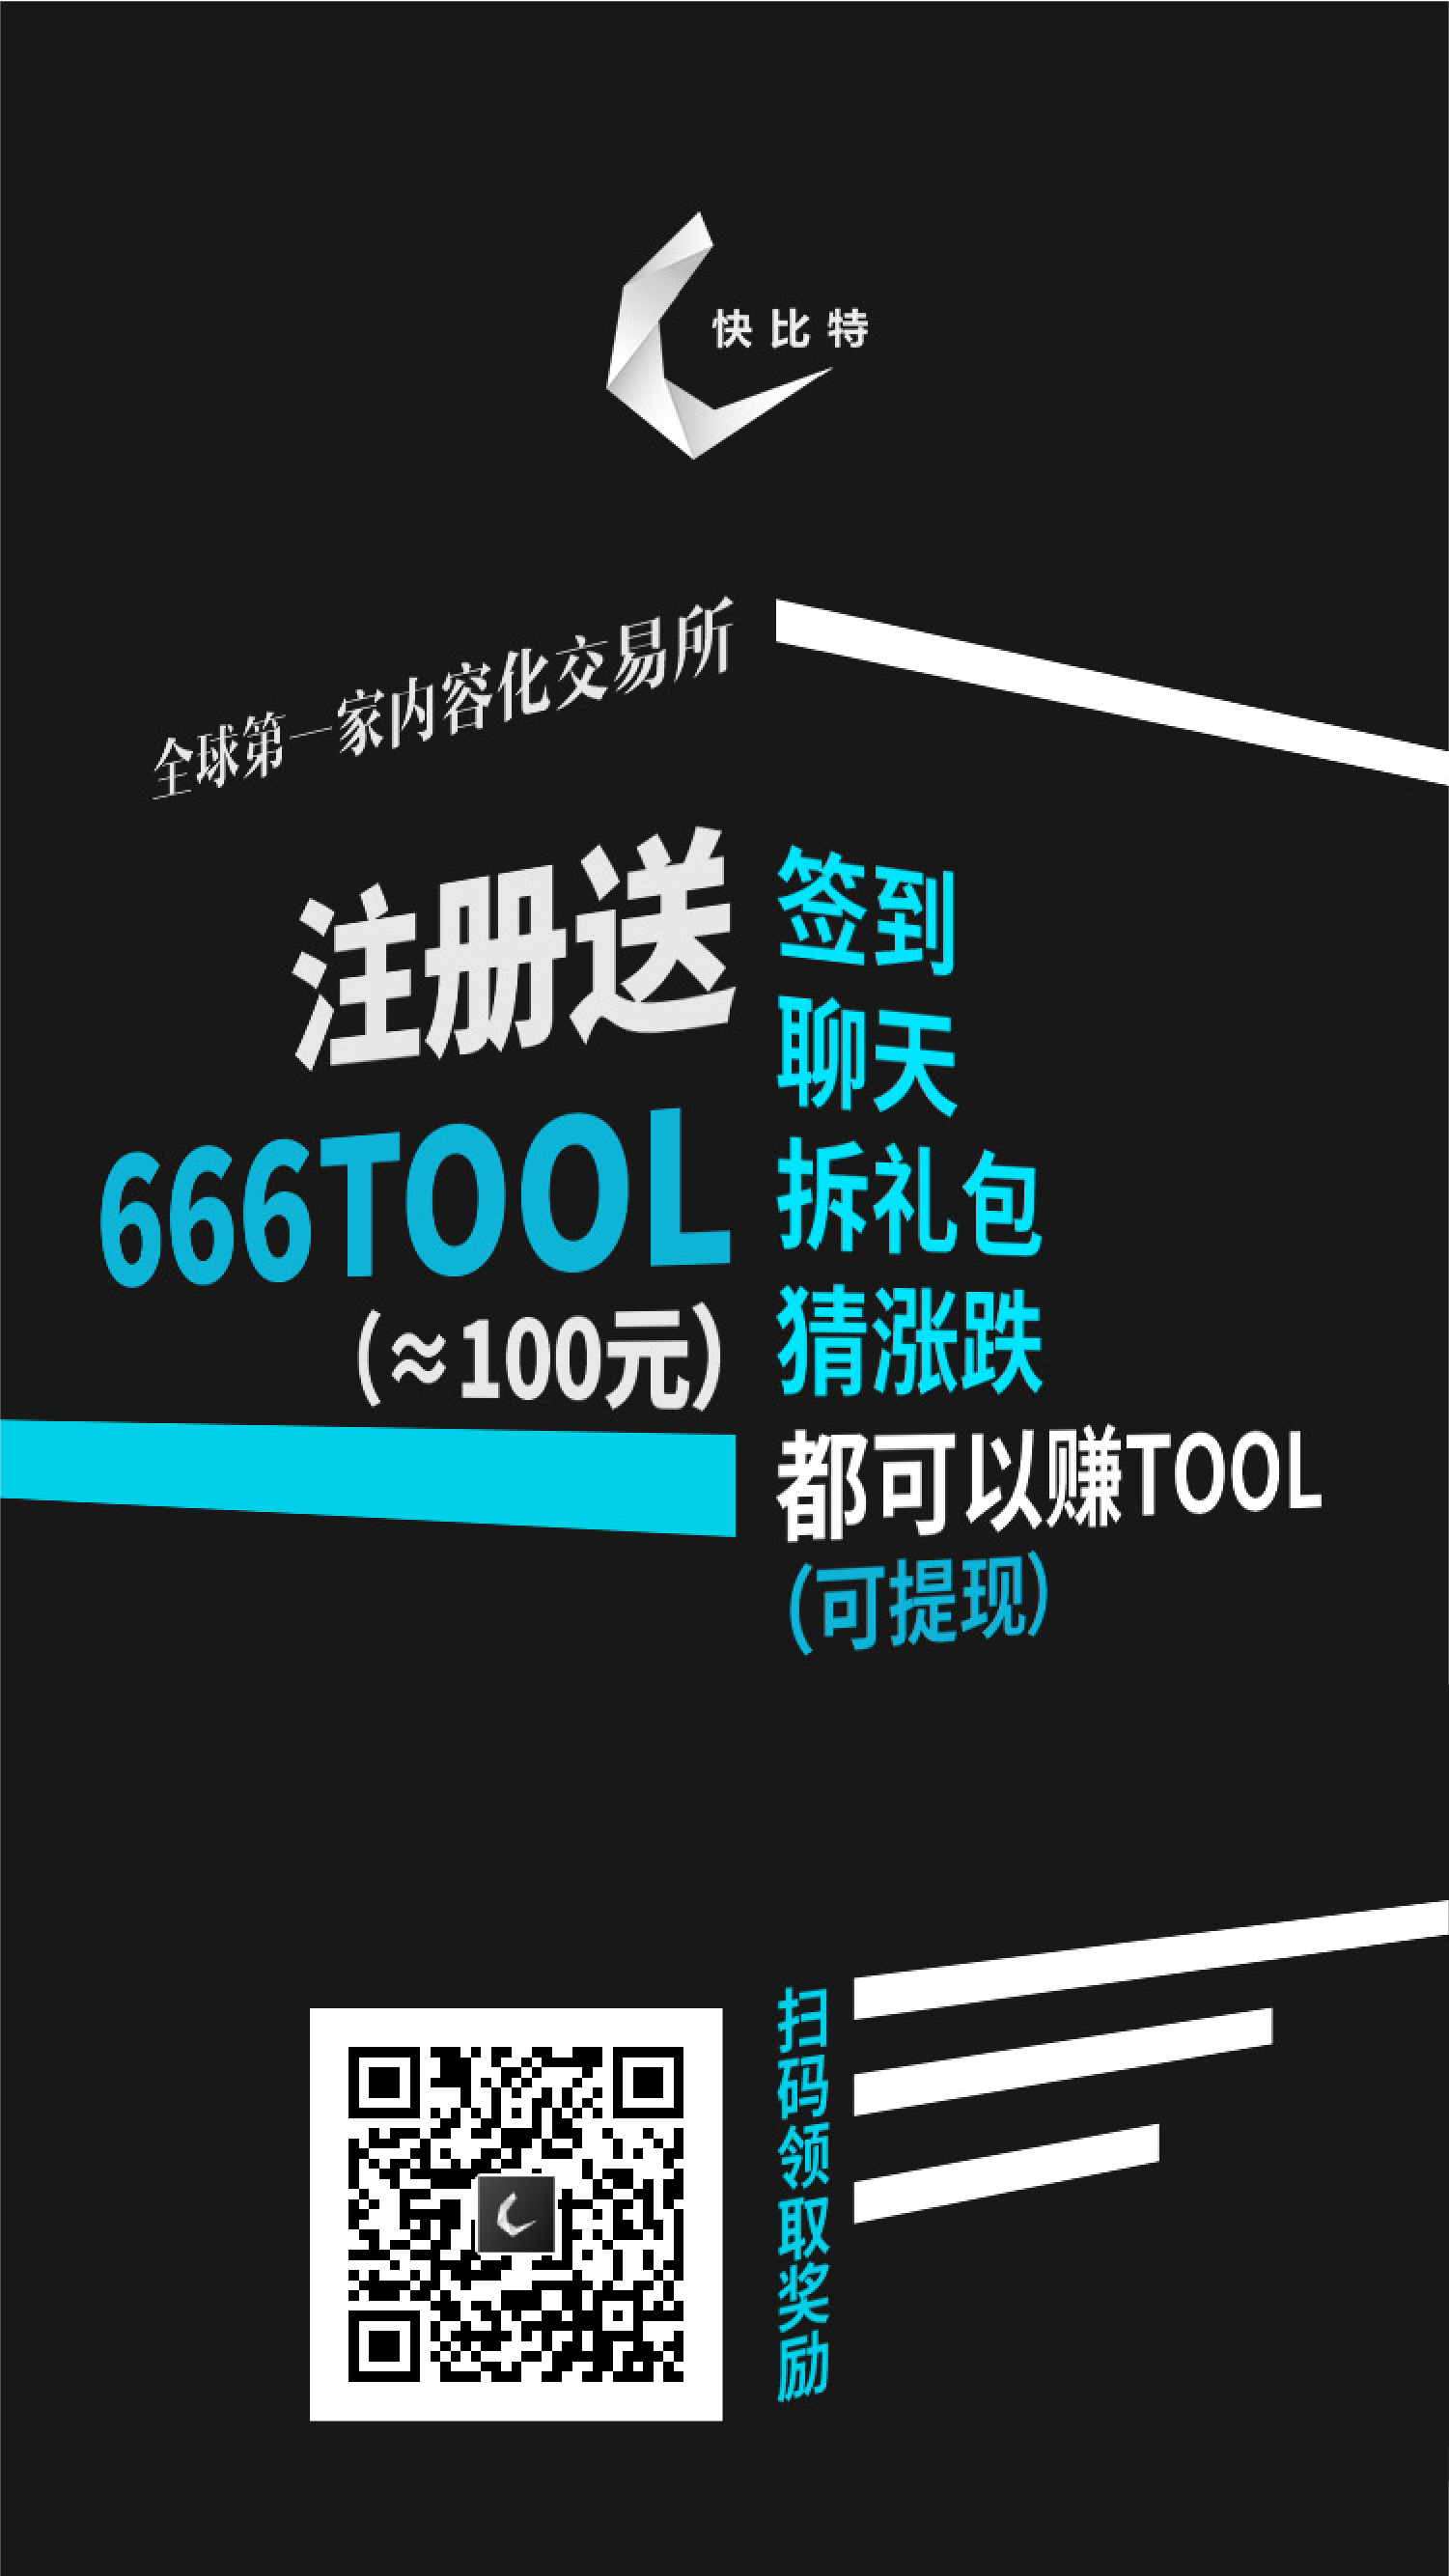 快比特
全球第一家内容化交易所
注册送
666TOOL
(≈100元)
签到
聊天
拆礼包
猜涨跌
都可以赚TOOL
(可提现)
扫码领取奖励